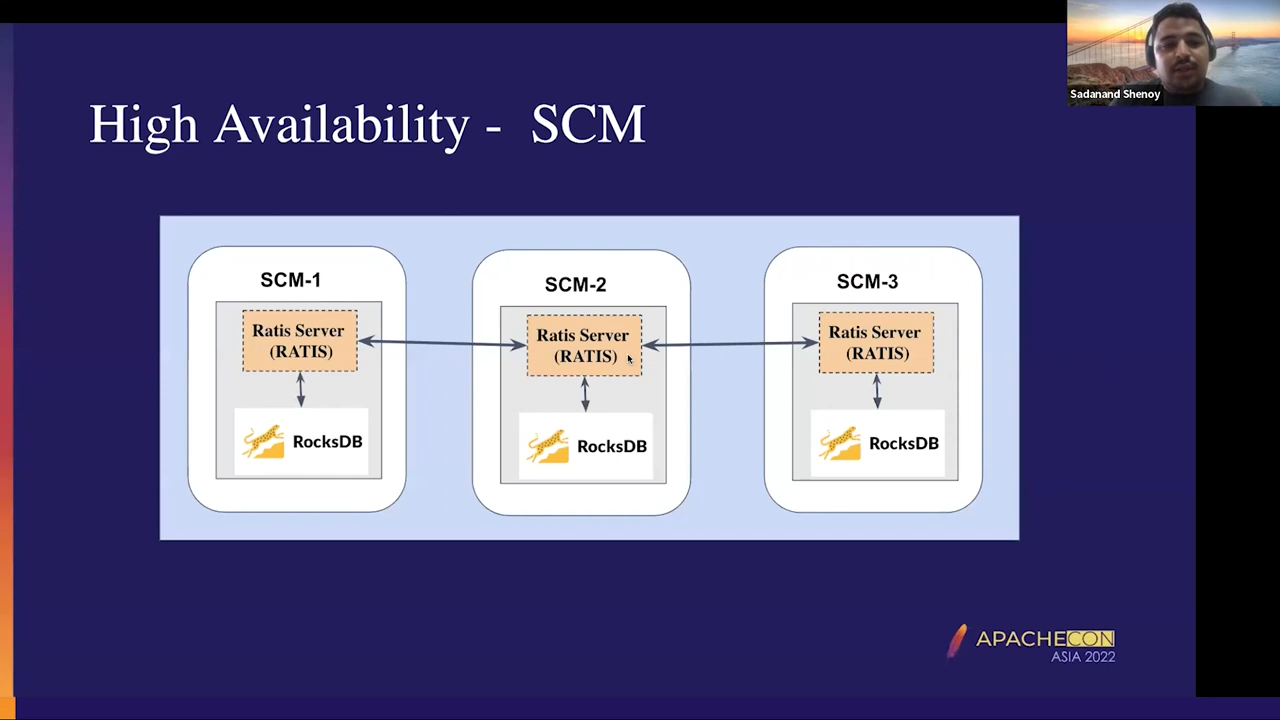 Sadanand Shenoy
High Availability - SCM
SCM-1
Ratis Server
(RATIS)
RocksDB
SCM-2
Ratis Server
(RATIS)
RocksDB
SCM-3
Ratis Server
(RATIS)
RocksDB
APACHECON
ASIA 2022